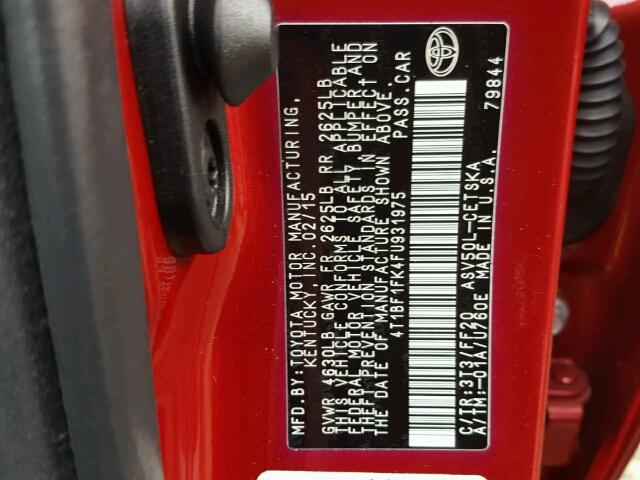 MFD.BY:TOYOTA MOTOR MANUFACTURING,
KENTUCKY,INC. 02/15
GVWR 4630LB GAWR FR 2625LB RR 2625LB
THIS VEHICLE CONFORMS TO ALL APPLICABLE
FEDERAL MOTOR VEHICLE SAFETY BUMPER,AND
THEFT PREVENTION STANDARDS IN EFFECT ON
THE DATE OF MANUFACTURE SHOWN ABOVE.
4T1BF1FK4FU931975 PASS.CAR
C/TR:3T3/FF20 ASV50L-CETSKA
A/TM:-01A/U760E MADE IN U.S.A. 79844